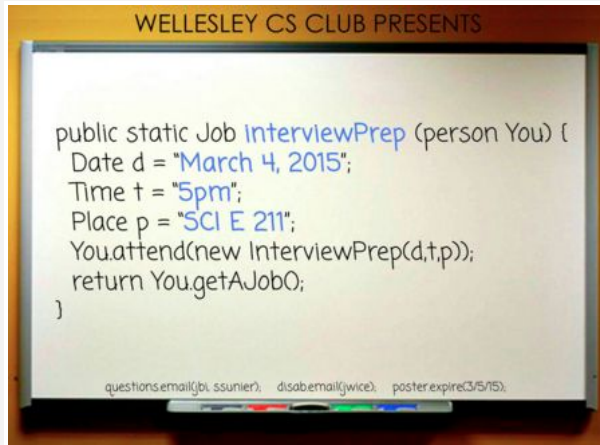 WELLESLEY CS CLUB PRESENTS
public static Job interviewPrep (person You) {
Date d = "March 4, 2015";
Time t = "5pm";
Place p = "SCI E 211";
You.attend(new InterviewPrep(d,t,p));
return You.getAJob();
}
questions.email(jbi, ssunier); disab.email(jwice); poster.expire(3/5/15);